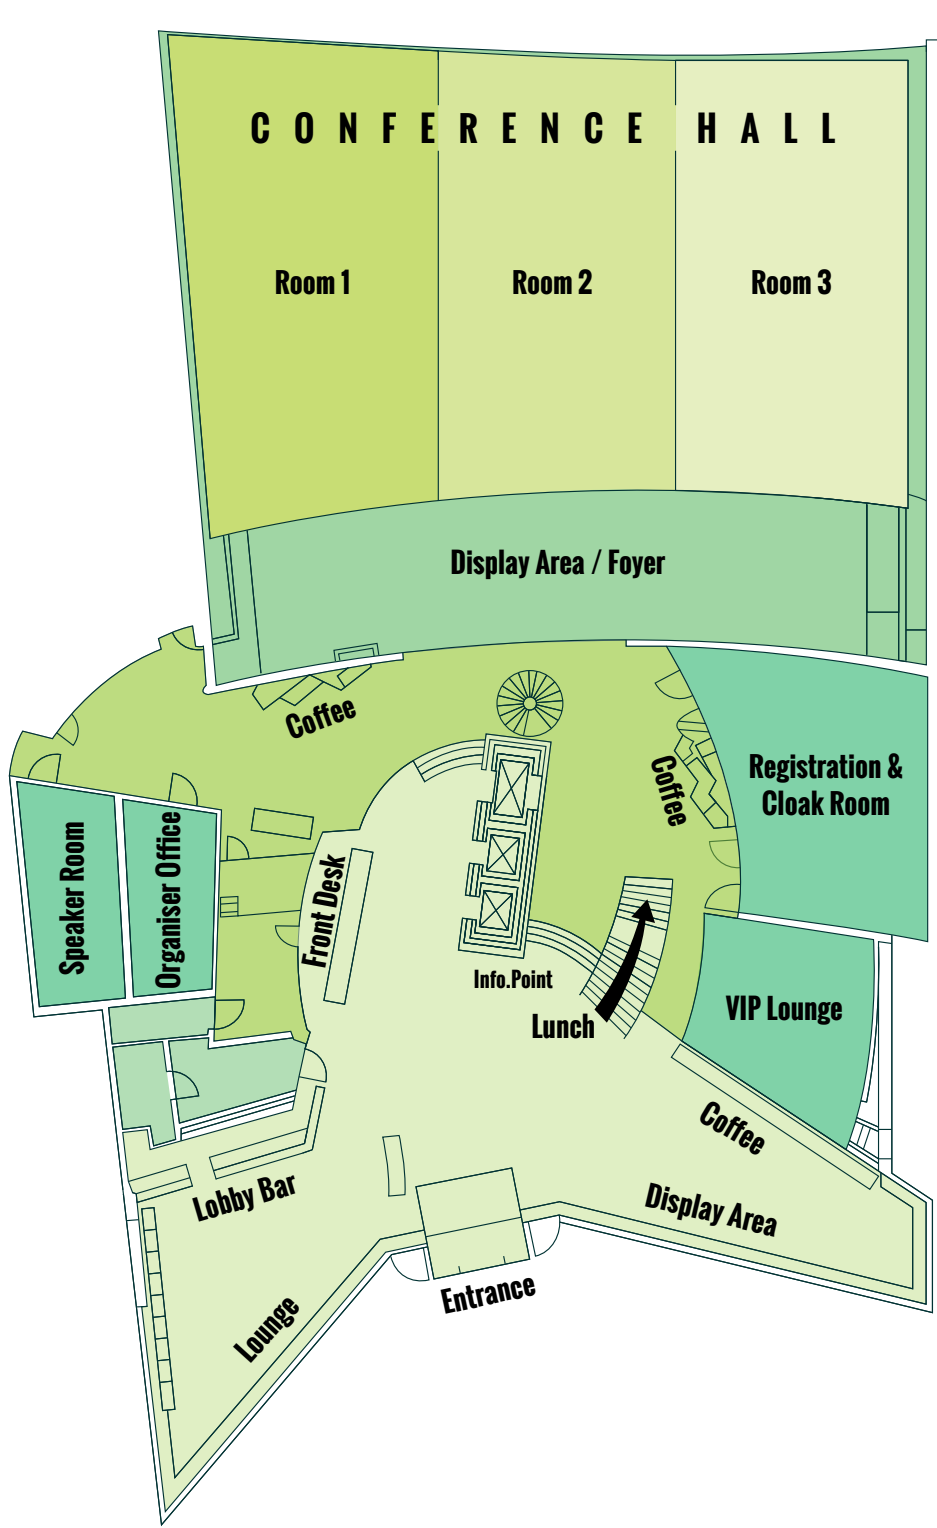 CONFERENCE HALL
Room 1
Room 2
Room 3
Display Area / Foyer
Coffee
Coffee
Registration &
Cloak Room
Speaker Room
Organiser Office
Front Desk
Info.Point
Lunch
VIP Lounge
Coffee
Lobby Bar
Display Area
Entrance
Lounge